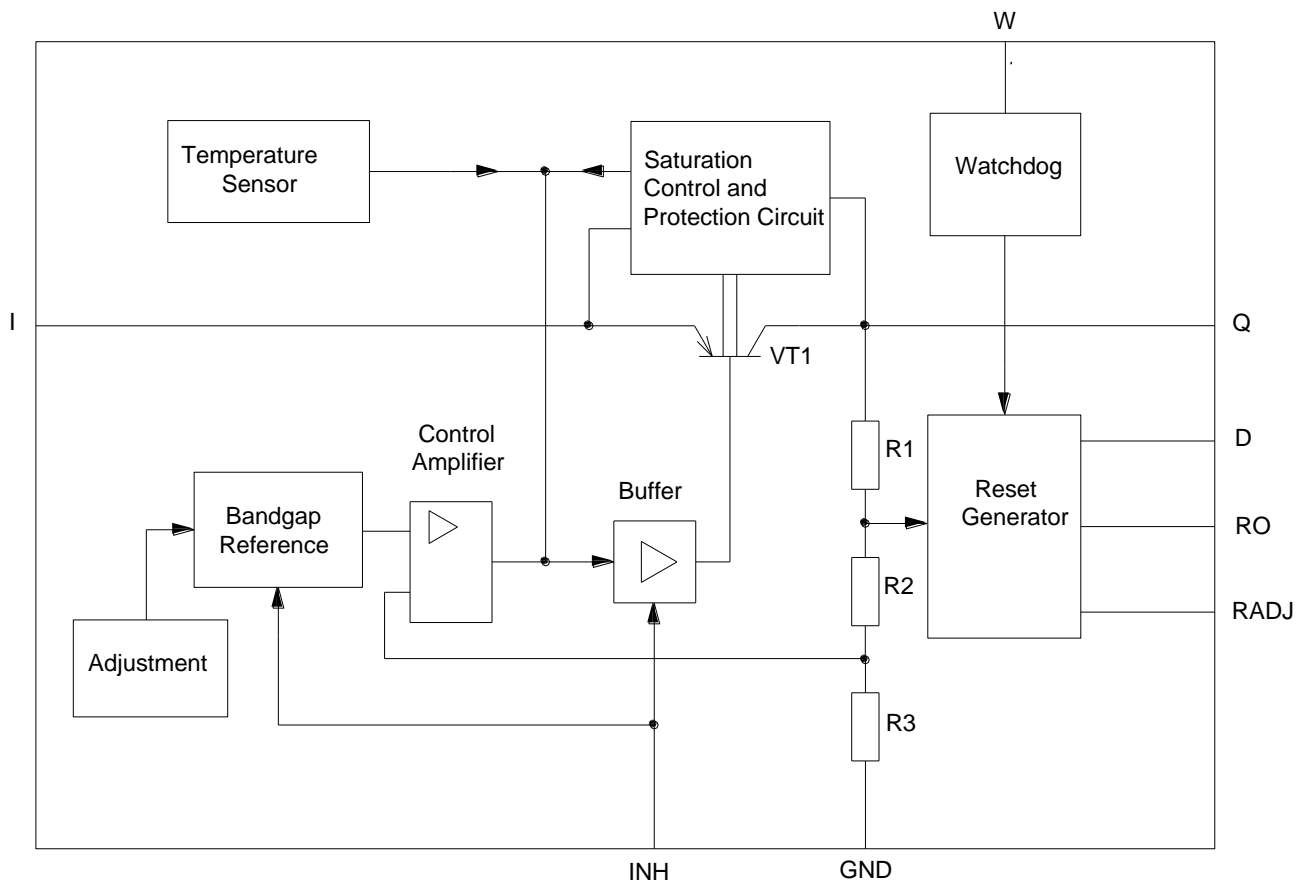 W
Temperature
Sensor
Saturation
Control and
Protection Circuit
Watchdog
I
Q
VT1
Control
Amplifier
R1
D
Buffer
Bandgap
Reference
Reset
Generator
RO
R2
RADJ
Adjustment
R3
INH
GND